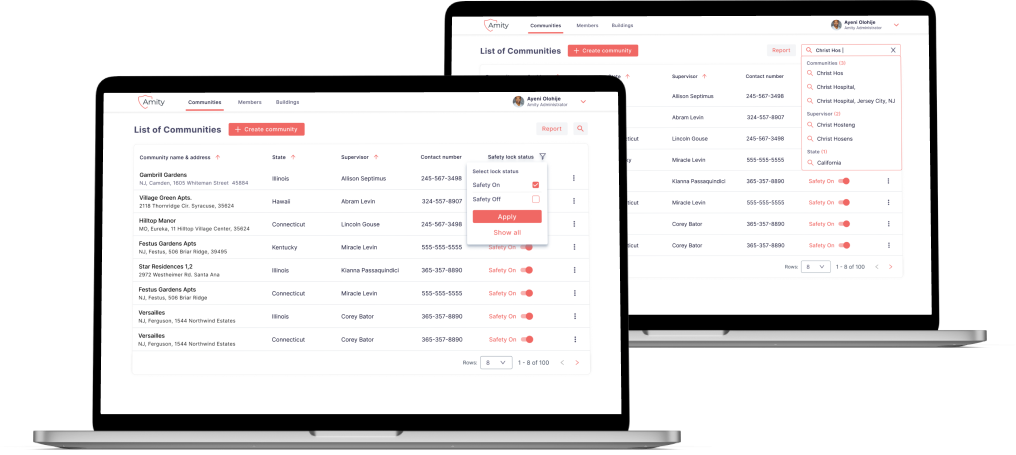 Amity
Communities
Members
Buildings
Ayeni Olohije
Amity Administrator
List of Communities
+ Create community
Report
Community name & address
State
Supervisor
Contact number
Safety lock status
Gambrill Gardens
NJ, Camden, 1605 Whiteman Street 45864
Illinois
Allison Septimus
245-567-3498
Village Green Apts.
2118 Thornridge Cir. Syracuse, 35624
Hawaii
Abram Levin
324-557-8907
Hilltop Manor
MO, Eureka, 11 Hilltop Village Center, 35624
Connecticut
Lincoln Gouse
245-567-3498
Festus Gardens Apts
NJ, Festus, 506 Briar Ridge, 39495
Kentucky
Miracle Levin
555-555-5555
Safety On
Star Residences 1,2
2972 Westheimer Rd. Santa Ana
Illinois
Kianna Passaquindici
365-357-8890
Safety On
Festus Gardens Apts
NJ, Festus, 506 Briar Ridge
Connecticut
Miracle Levin
555-555-5555
Safety On
Versailles
NJ, Ferguson, 1544 Northwind Estates
Illinois
Corey Bator
365-357-8890
Safety On
Versailles
NJ, Ferguson, 1544 Northwind Estates
Connecticut
Corey Bator
365-357-8890
Safety On
Select lock status
Safety On
Safety Off
Apply
Show all
Rows:
8
1 - 8 of 100
Amity
Communities
Members
Buildings
Ayeni Olohije
Amity Administrator
List of Communities
+ Create community
Report
Christ Hos
Communities (3)
Christ Hos
Christ Hospital,
Christ Hospital, Jersey City, NJ
Supervisor (2)
Christ Hosteng
Christ Hosens
State (1)
California
Supervisor
Contact number
Allison Septimus
245-567-3498
Abram Levin
324-557-8907
Lincoln Gouse
245-567-3498
Miracle Levin
555-555-5555
Kianna Passaquindici
365-357-8890
Safety On
Miracle Levin
555-555-5555
Safety On
Corey Bator
365-357-8890
Safety On
Corey Bator
365-357-8890
Safety On
Rows:
8
1 - 8 of 100